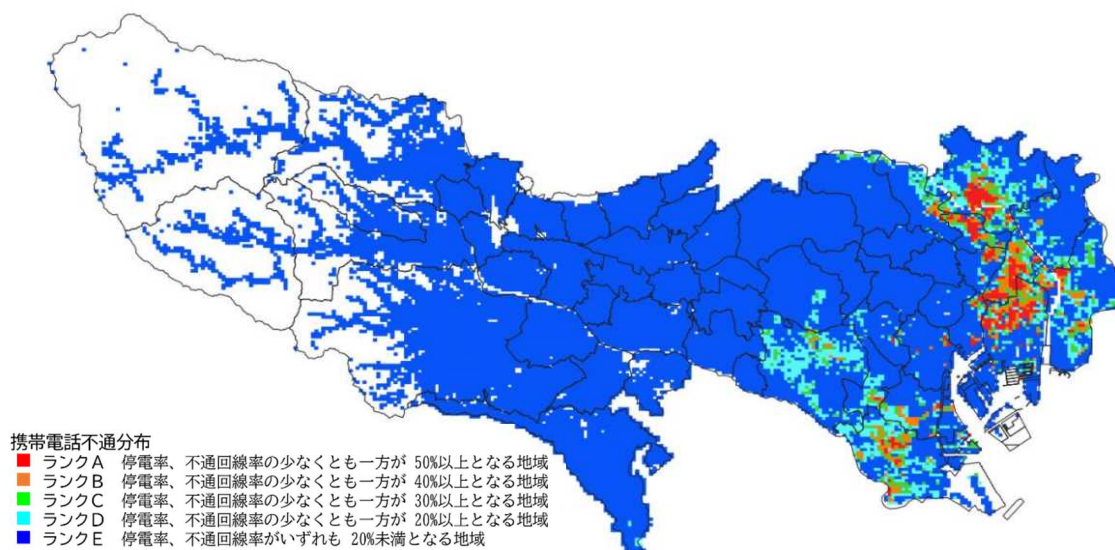 携帯電話不通分布
ランクA 停電率、不通回線率の少なくとも一方が 50%以上となる地域
ランクB 停電率、不通回線率の少なくとも一方が 40%以上となる地域
ランクC 停電率、不通回線率の少なくとも一方が 30%以上となる地域
ランクD 停電率、不通回線率の少なくとも一方が 20%以上となる地域
ランクE 停電率、不通回線率がいずれも 20%未満となる地域